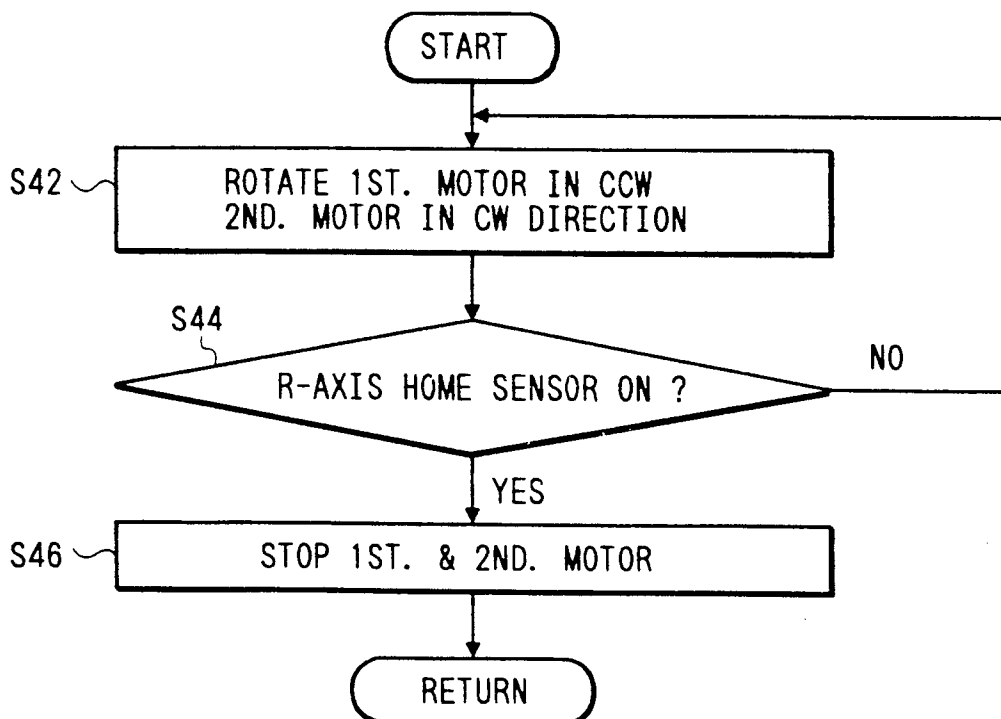 START
S42
ROTATE 1ST. MOTOR IN CCW
2ND. MOTOR IN CW DIRECTION
S44
R-AXIS HOME SENSOR ON ?
NO
YES
S46
STOP 1ST. & 2ND. MOTOR
RETURN